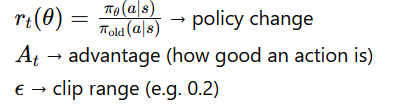 r_t(θ) = π_θ(a|s) / π_old(a|s) → policy change
A_t → advantage (how good an action is)
ϵ → clip range (e.g. 0.2)